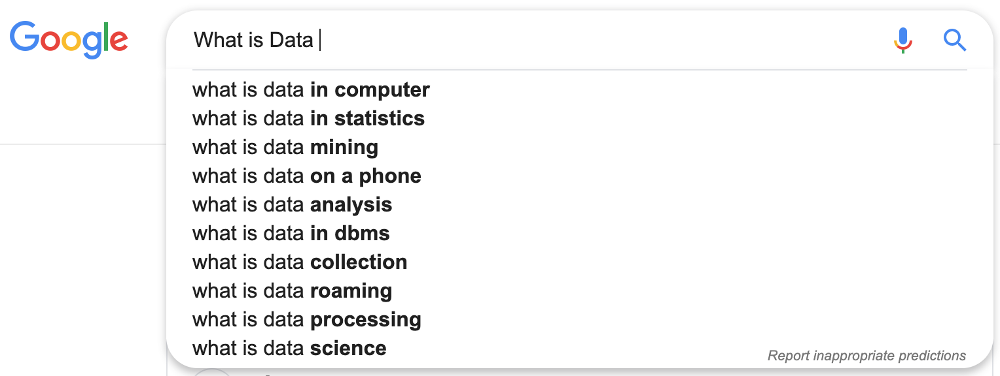 Google
What is Data
what is data in computer
what is data in statistics
what is data mining
what is data on a phone
what is data analysis
what is data in dbms
what is data collection
what is data roaming
what is data processing
what is data science
Report inappropriate predictions